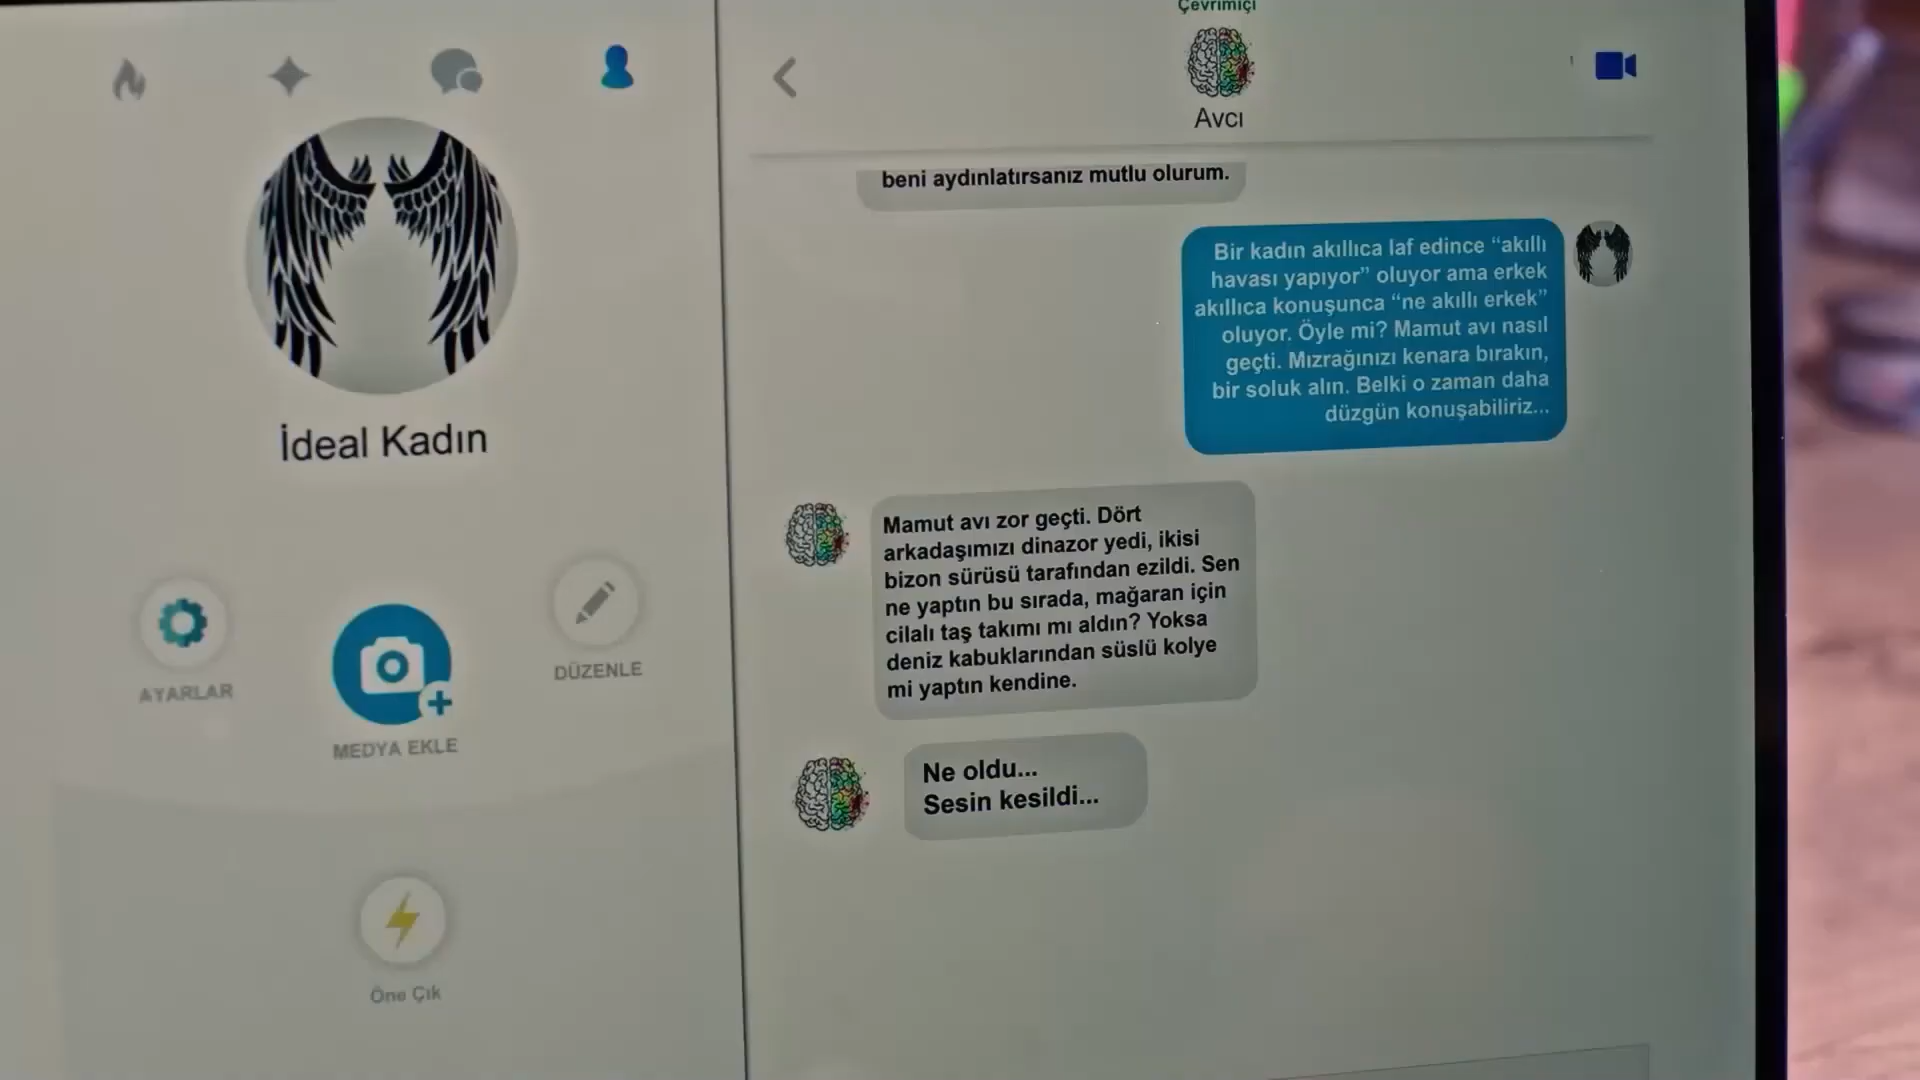 İdeal Kadın
AYARLAR
MEDYA EKLE
DÜZENLE
Öne Çık
Çevrimiçi
Avcı
beni aydınlatırsanız mutlu olurum.
Bir kadın akıllıca laf edince “akıllı
havası yapıyor” oluyor ama erkek
akıllıca konuşunca “ne akıllı erkek”
oluyor. Öyle mi? Mamut avı nasıl
geçti. Mızrağınızı kenara bırakın,
bir soluk alın. Belki o zaman daha
düzgün konuşabiliriz...
Mamut avı zor geçti. Dört
arkadaşımızı dinazor yedi, ikisi
bizon sürüsü tarafından ezildi. Sen
ne yaptın bu sırada, mağaran için
cilalı taş takımı mı aldın? Yoksa
deniz kabuklarından süslü kolye
mi yaptın kendine.
Ne oldu...
Sesin kesildi...